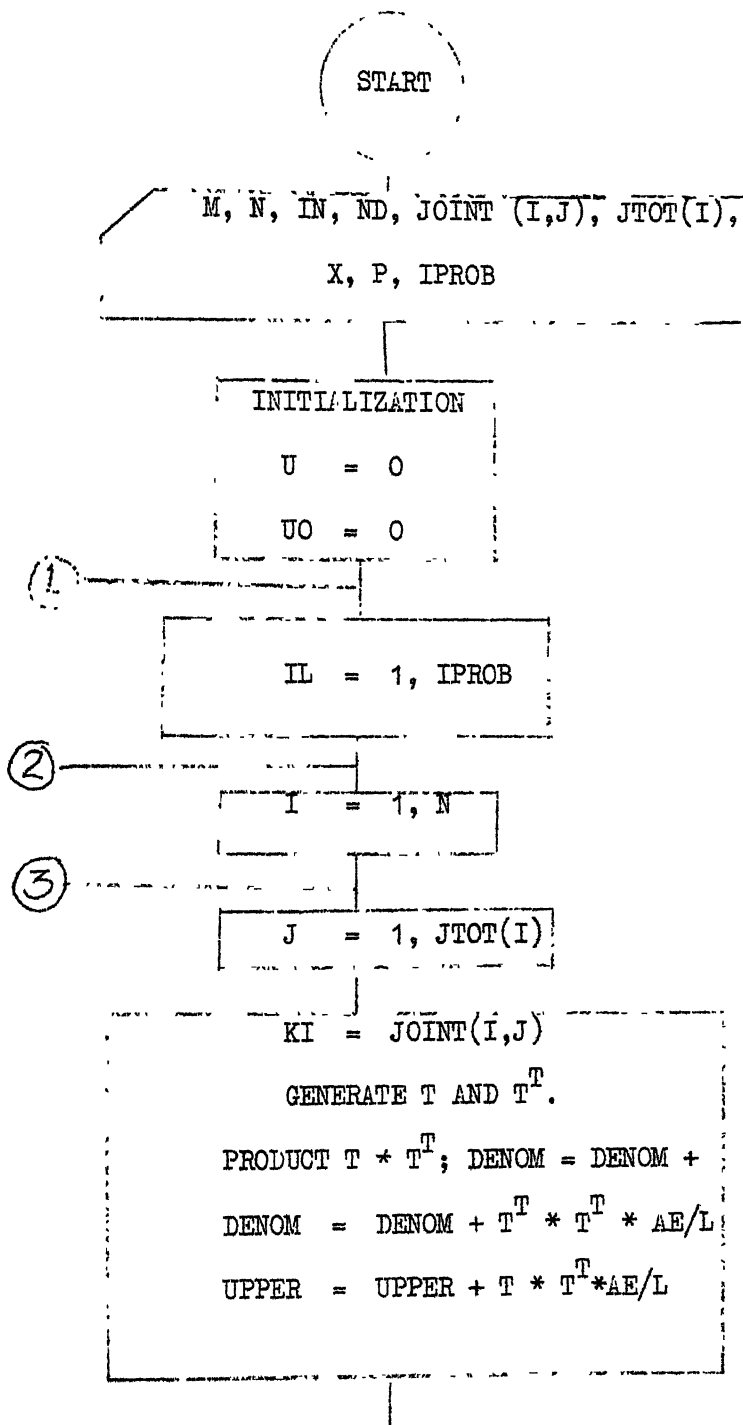 START
M, N, IN, ND, JOINT (I,J), JTOT(I),
X, P, IPROB
INITIALIZATION
U = 0
UO = 0
1
IL = 1, IPROB
2
I = 1, N
3
J = 1, JTOT(I)
KI = JOINT(I,J)
GENERATE T AND T^T.
PRODUCT T * T^T; DENOM = DENOM +
DENOM = DENOM + T^T * T^T * AE/L
UPPER = UPPER + T * T^T*AE/L